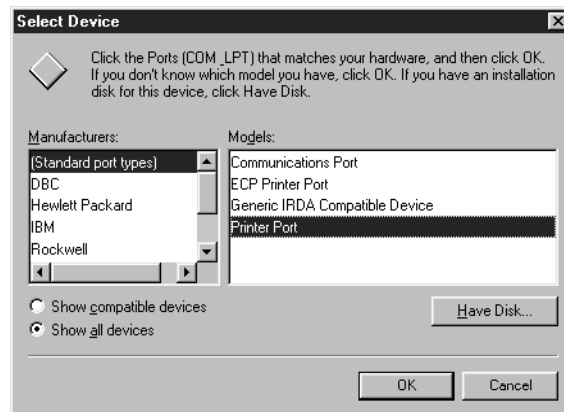 Select Device
Click the Ports (COM_LPT) that matches your hardware, and then click OK.
If you don't know which model you have, click OK. If you have an installation
disk for this device, click Have Disk.
Manufacturers:
Models:
(Standard port types)
DBC
Hewlett Packard
IBM
Rockwell
Communications Port
ECP Printer Port
Generic IRDA Compatible Device
Printer Port
Show compatible devices
Show all devices
Have Disk...
OK
Cancel